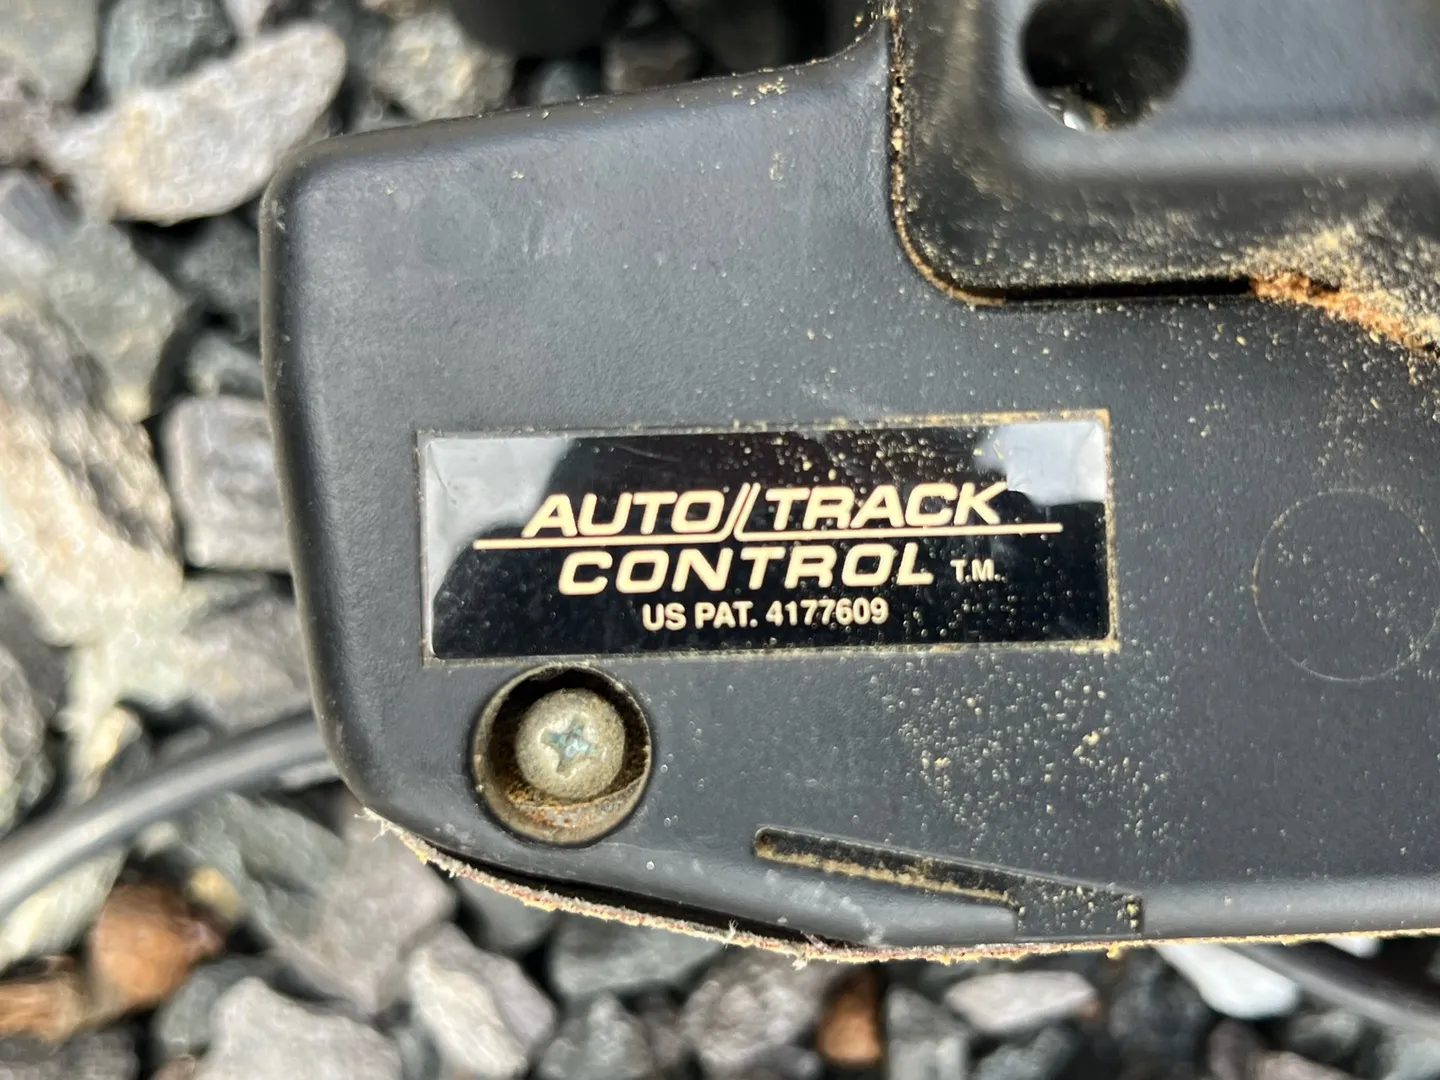 AUTO TRACK
CONTROL T.M.
US PAT. 4177609